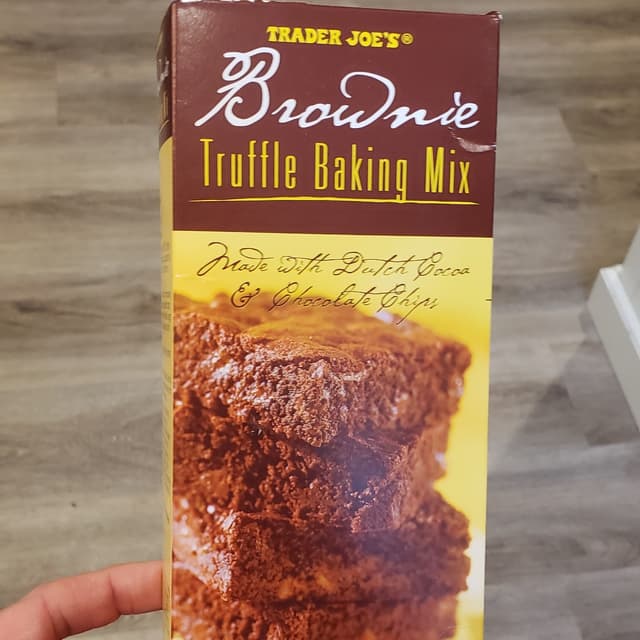 TRADER JOE'S®
Brownie
Truffle Baking Mix
Made with Dutch Cocoa
& Chocolate Chips